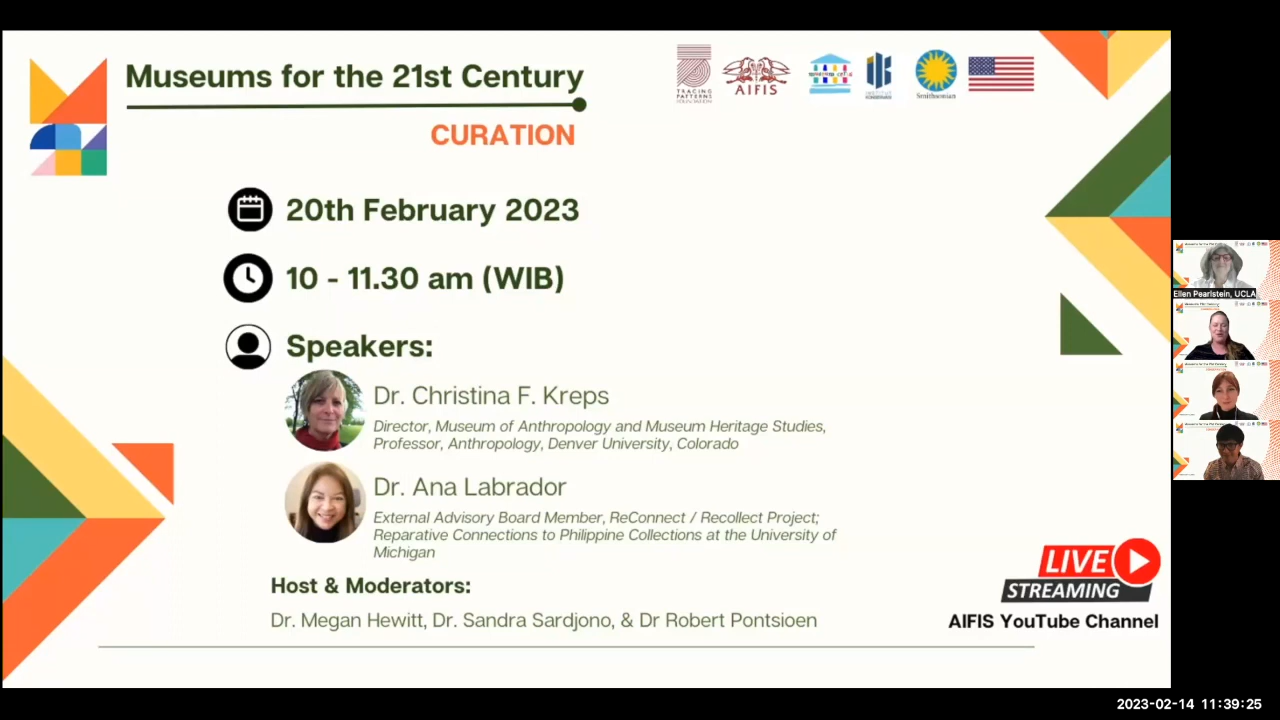 Museums for the 21st Century
CURATION
TRACING
PATTERNS
FOUNDATION
AIFIS
Smithsonian
20th February 2023
10 - 11.30 am (WIB)
Speakers:
Dr. Christina F. Kreps
Director, Museum of Anthropology and Museum Heritage Studies,
Professor, Anthropology, Denver University, Colorado
Dr. Ana Labrador
External Advisory Board Member, ReConnect / Recollect Project;
Reparative Connections to Philippine Collections at the University of
Michigan
Host & Moderators:
Dr. Megan Hewitt, Dr. Sandra Sardjono, & Dr Robert Pontsioen
LIVE
STREAMING
AIFIS YouTube Channel
Ellen Pearlstein, UCLA
2023-02-14 11:39:25